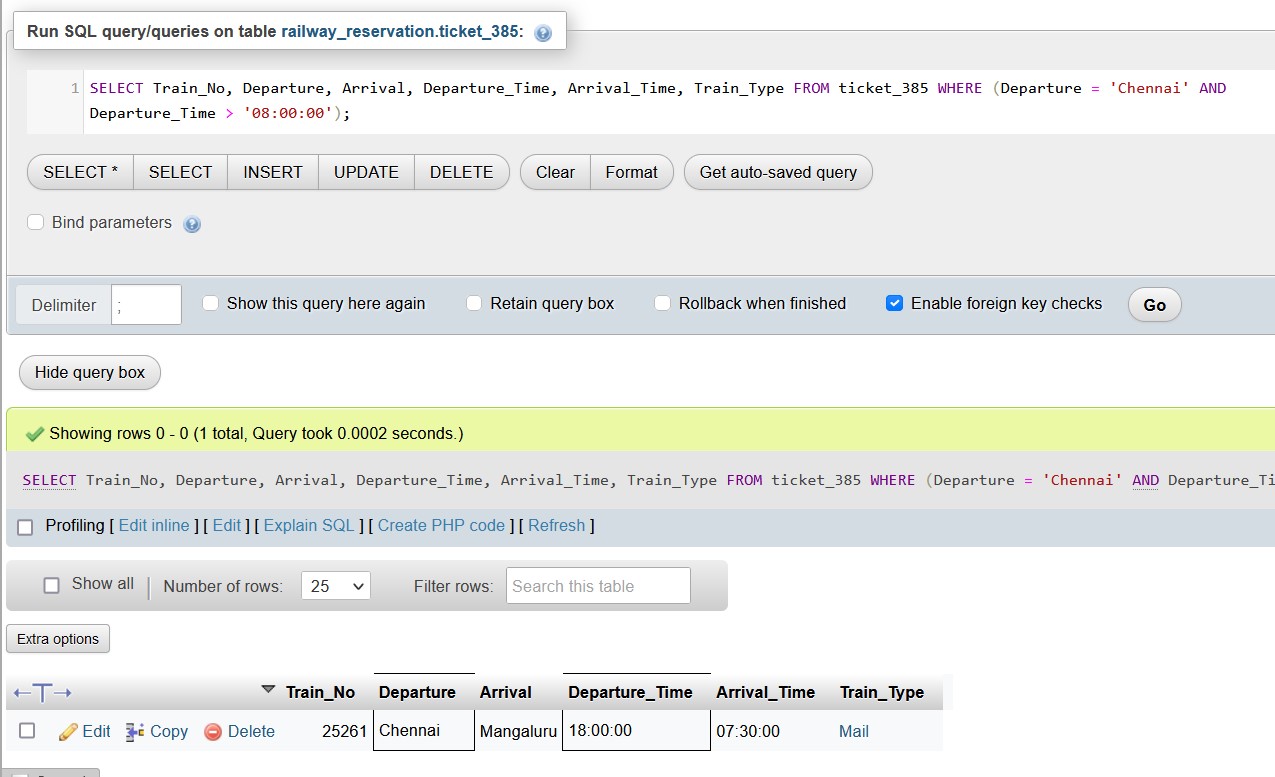 Run SQL query/queries on table railway_reservation.ticket_385:
1 SELECT Train_No, Departure, Arrival, Departure_Time, Arrival_Time, Train_Type FROM ticket_385 WHERE (Departure = 'Chennai' AND
Departure_Time > '08:00:00');
SELECT * SELECT INSERT UPDATE DELETE Clear Format Get auto-saved query
Bind parameters
Delimiter ; Show this query here again Retain query box Rollback when finished Enable foreign key checks Go
Hide query box
Showing rows 0 - 0 (1 total, Query took 0.0002 seconds.)
SELECT Train_No, Departure, Arrival, Departure_Time, Arrival_Time, Train_Type FROM ticket_385 WHERE (Departure = 'Chennai' AND Departure_Ti
Profiling [ Edit inline ] [ Edit ] [ Explain SQL ] [ Create PHP code ] [ Refresh ]
Show all Number of rows: 25 Filter rows: Search this table
Extra options
Train_No Departure Arrival Departure_Time Arrival_Time Train_Type
Edit Copy Delete 25261 Chennai Mangaluru 18:00:00 07:30:00 Mail